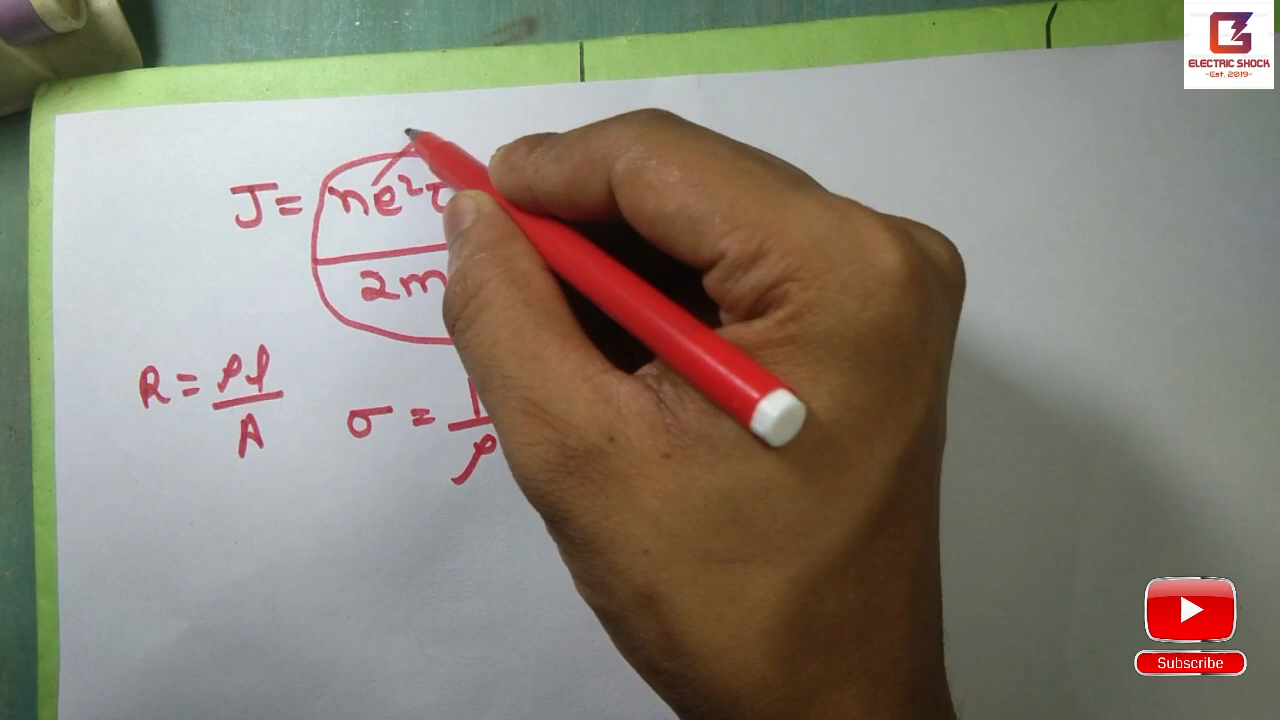 ELECTRIC SHOCK
-Est. 2019-
J = ne²τ
2m
R = ρl
A
σ = 1
ρ
Subscribe